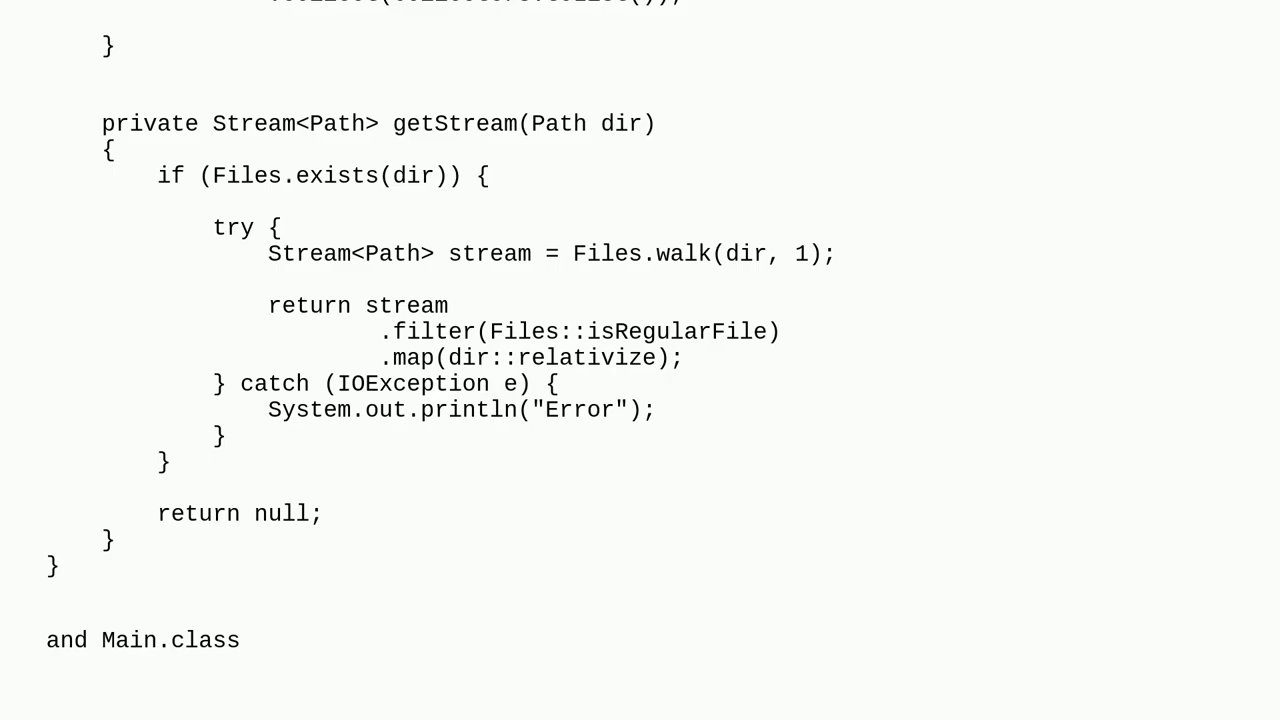 }
private Stream<Path> getStream(Path dir)
{
if (Files.exists(dir)) {
try {
Stream<Path> stream = Files.walk(dir, 1);
return stream
.filter(Files::isRegularFile)
.map(dir::relativize);
} catch (IOException e) {
System.out.println("Error");
}
}
return null;
}
}
and Main.class